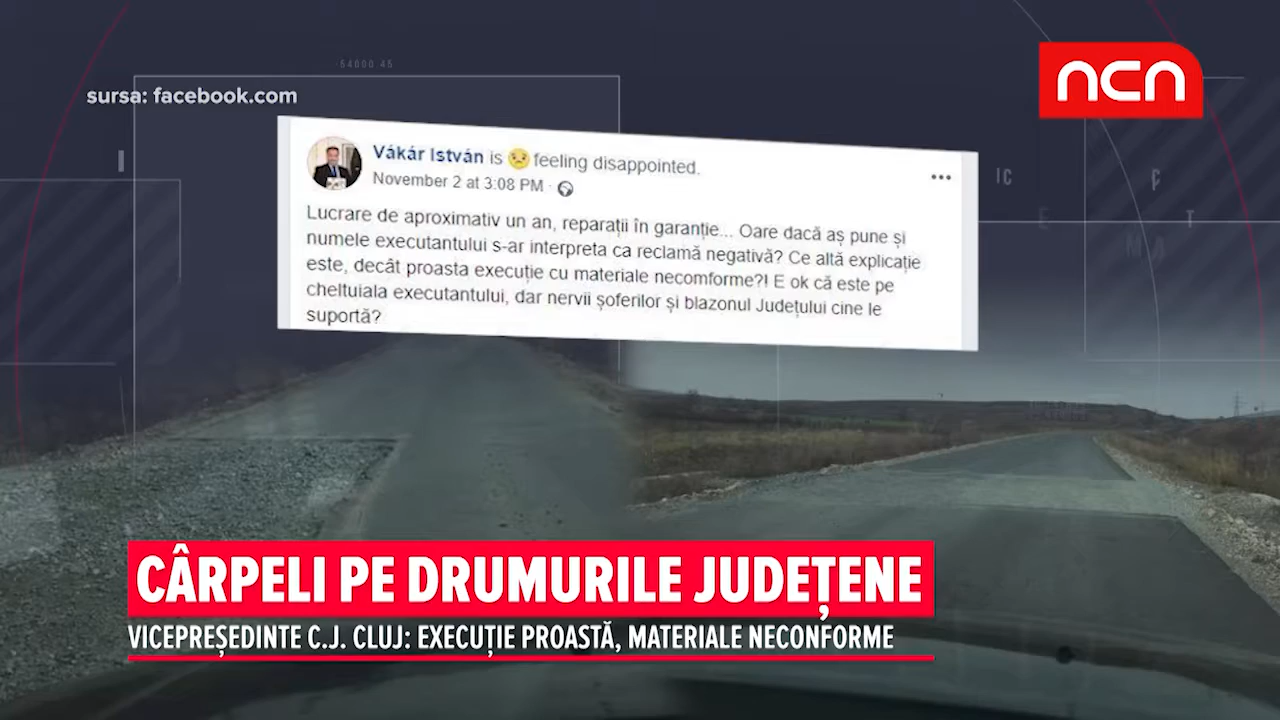 54000 45
sursa: facebook.com
ncn
Vákár István is 😟 feeling disappointed.
November 2 at 3:08 PM ·
Lucrare de aproximativ un an, reparații în garanție... Oare dacă aș pune și
numele executantului s-ar interpreta ca reclamă negativă? Ce altă explicație
este, decât proasta execuție cu materiale necomforme?! E ok că este pe
cheltuiala executantului, dar nervii șoferilor și blazonul Județului cine le
suportă?
CÂRPELI PE DRUMURILE JUDEȚENE
VICEPREȘEDINTE C.J. CLUJ: EXECUȚIE PROASTĂ, MATERIALE NECONFORME